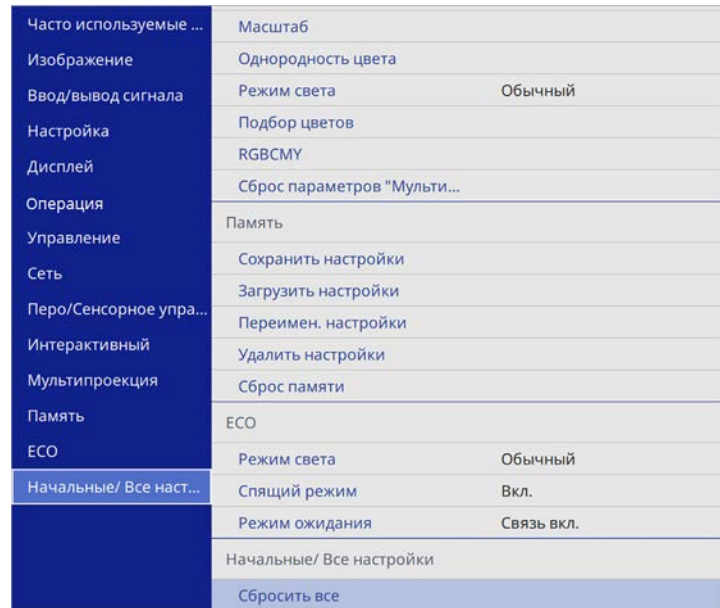 Часто используемые ...
Изображение
Ввод/вывод сигнала
Настройка
Дисплей
Операция
Управление
Сеть
Перо/Сенсорное упра...
Интерактивный
Мультипроекция
Память
ECO
Начальные/ Все наст...
Масштаб
Однородность цвета
Режим света Обычный
Подбор цветов
RGBCMY
Сброс параметров "Мульти...
Память
Сохранить настройки
Загрузить настройки
Переимен. настройки
Удалить настройки
Сброс памяти
ECO
Режим света Обычный
Спящий режим Вкл.
Режим ожидания Связь вкл.
Начальные/ Все настройки
Сбросить все